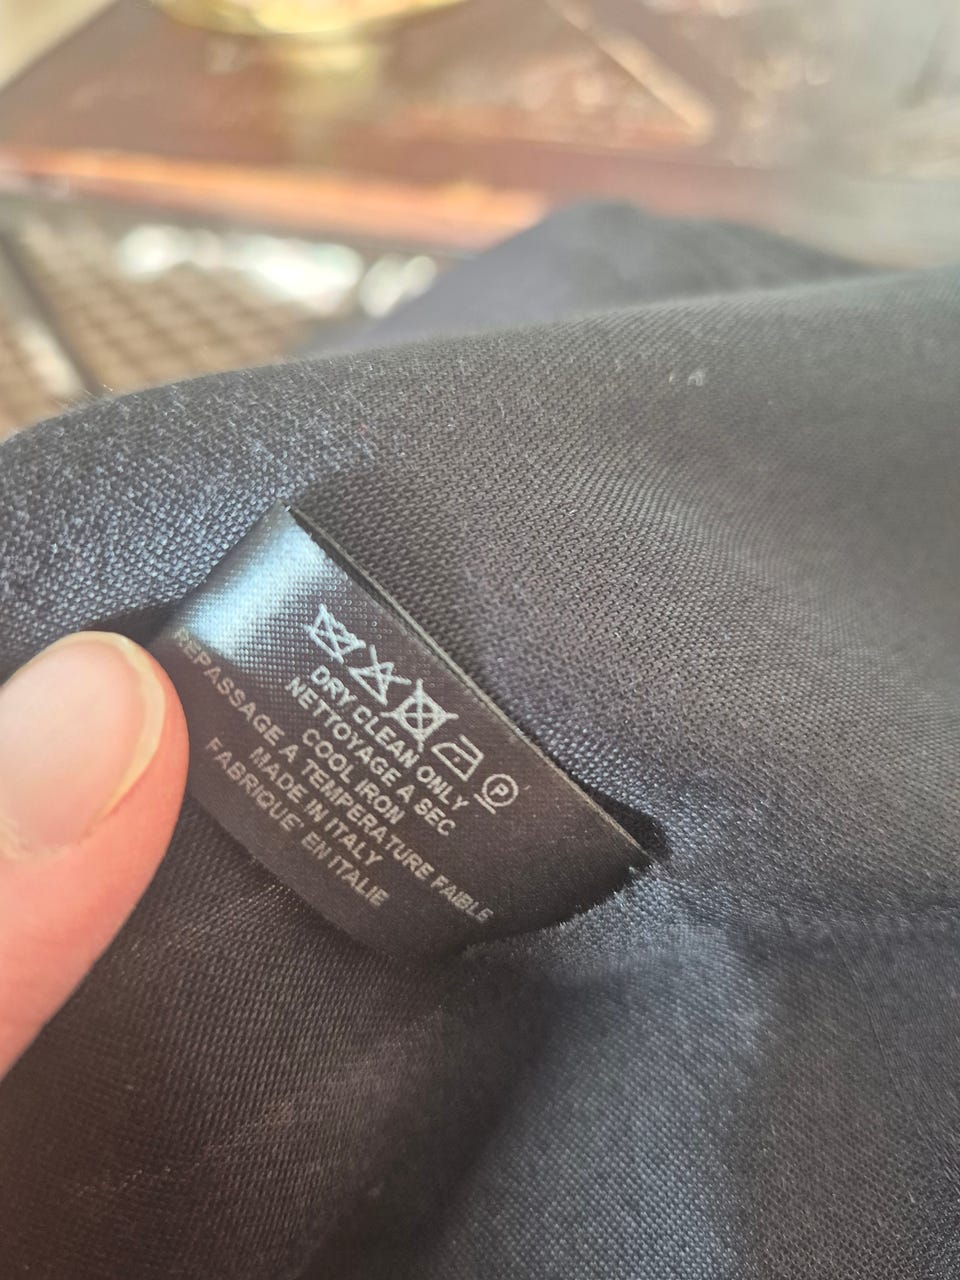 P
DRY CLEAN ONLY
NETTOYAGE A SEC
COOL IRON
REPASSAGE A TEMPERATURE FAIBLE
MADE IN ITALY
FABRIQUE' EN ITALIE